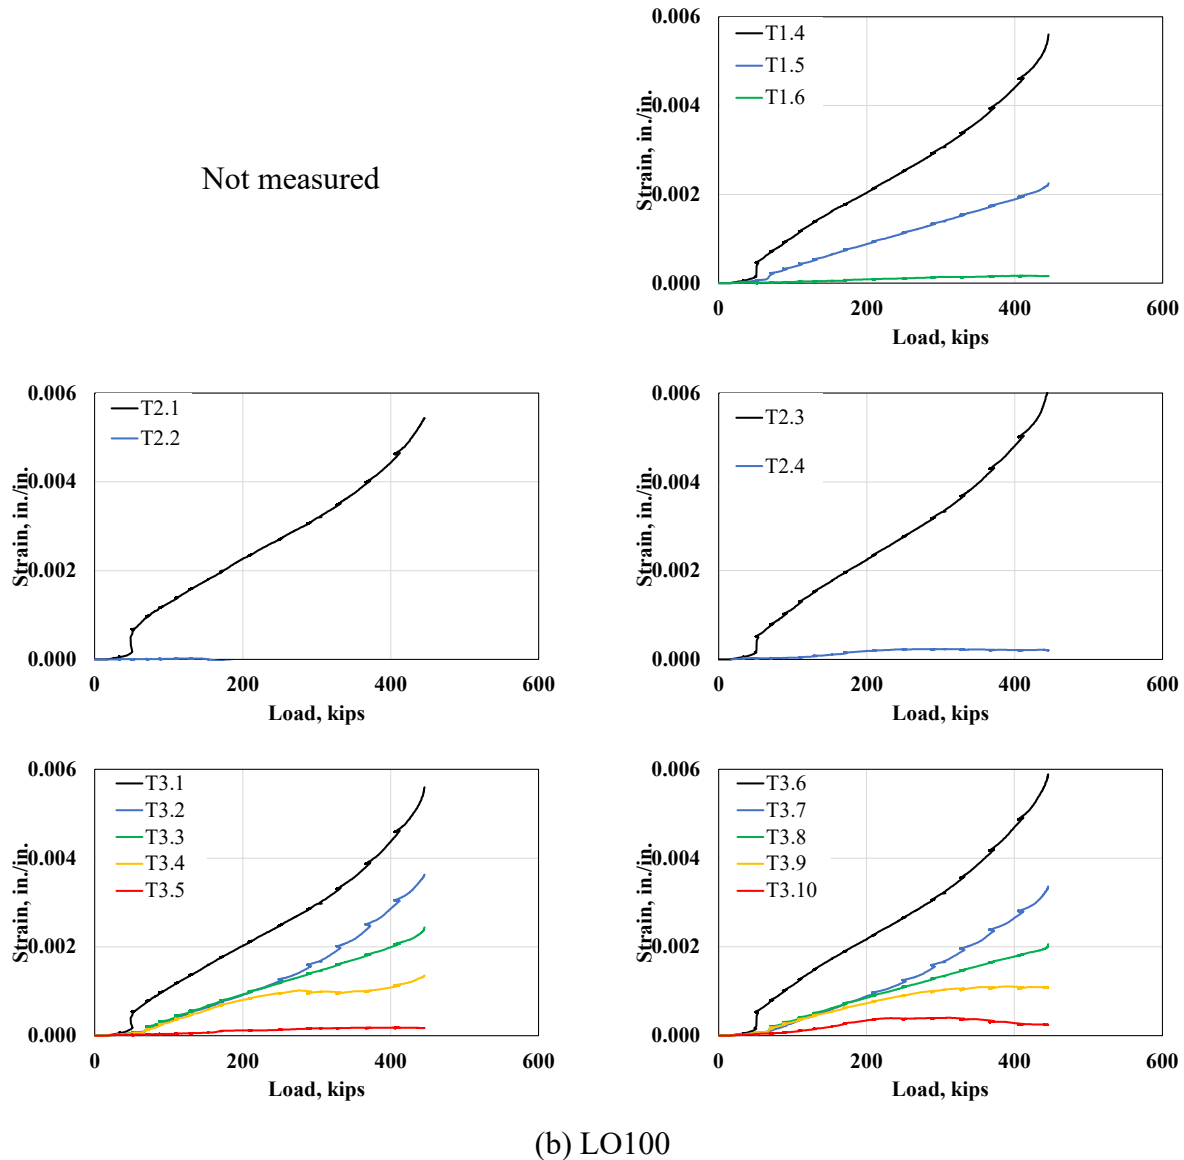 Not measured
0.006
0.004
0.002
0.000
Strain, in./in.
T1.4
T1.5
T1.6
0
200
400
600
Load, kips
0.006
0.004
0.002
0.000
Strain, in./in.
T2.1
T2.2
0
200
400
600
Load, kips
0.006
0.004
0.002
0.000
Strain, in./in.
T2.3
T2.4
0
200
400
600
Load, kips
0.006
0.004
0.002
0.000
Strain, in./in.
T3.1
T3.2
T3.3
T3.4
T3.5
0
200
400
600
Load, kips
0.006
0.004
0.002
0.000
Strain, in./in.
T3.6
T3.7
T3.8
T3.9
T3.10
0
200
400
600
Load, kips
(b) LO100